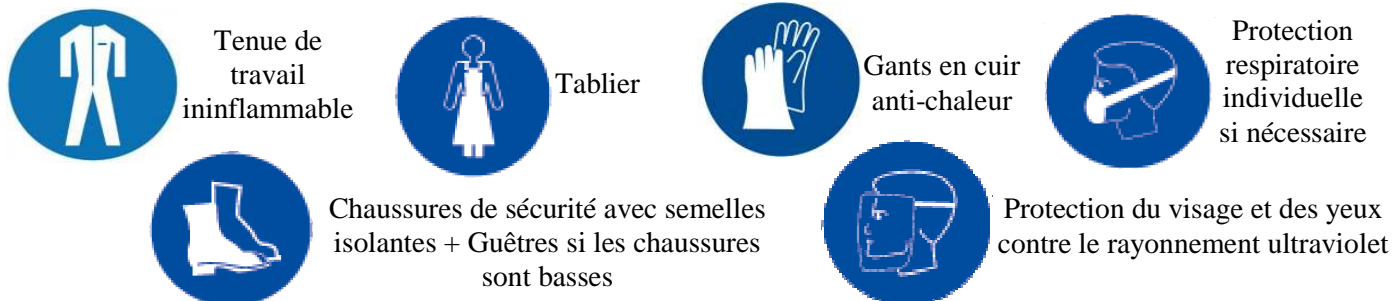 Tenue de
travail
ininflammable
Tablier
Gants en cuir
anti-chaleur
Protection
respiratoire
individuelle
si nécessaire
Chaussures de sécurité avec semelles
isolantes + Guêtres si les chaussures
sont basses
Protection du visage et des yeux
contre le rayonnement ultraviolet